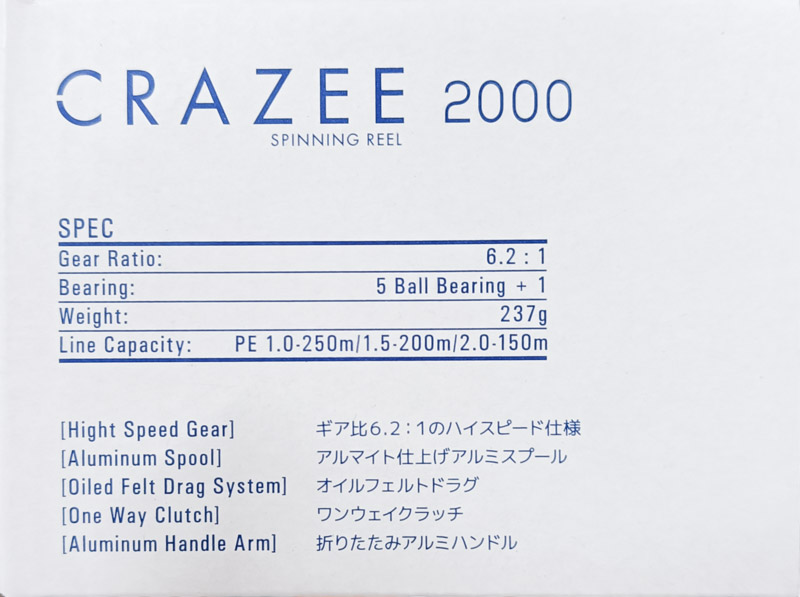 CRAZEE 2000
SPINNING REEL
SPEC
Gear Ratio: 6.2 : 1
Bearing: 5 Ball Bearing + 1
Weight: 237g
Line Capacity: PE 1.0-250m/1.5-200m/2.0-150m
[Hight Speed Gear] ギア比6.2：1のハイスピード仕様
[Aluminum Spool] アルマイト仕上げアルミスプール
[Oiled Felt Drag System] オイルフェルトドラグ
[One Way Clutch] ワンウェイクラッチ
[Aluminum Handle Arm] 折りたたみアルミハンドル